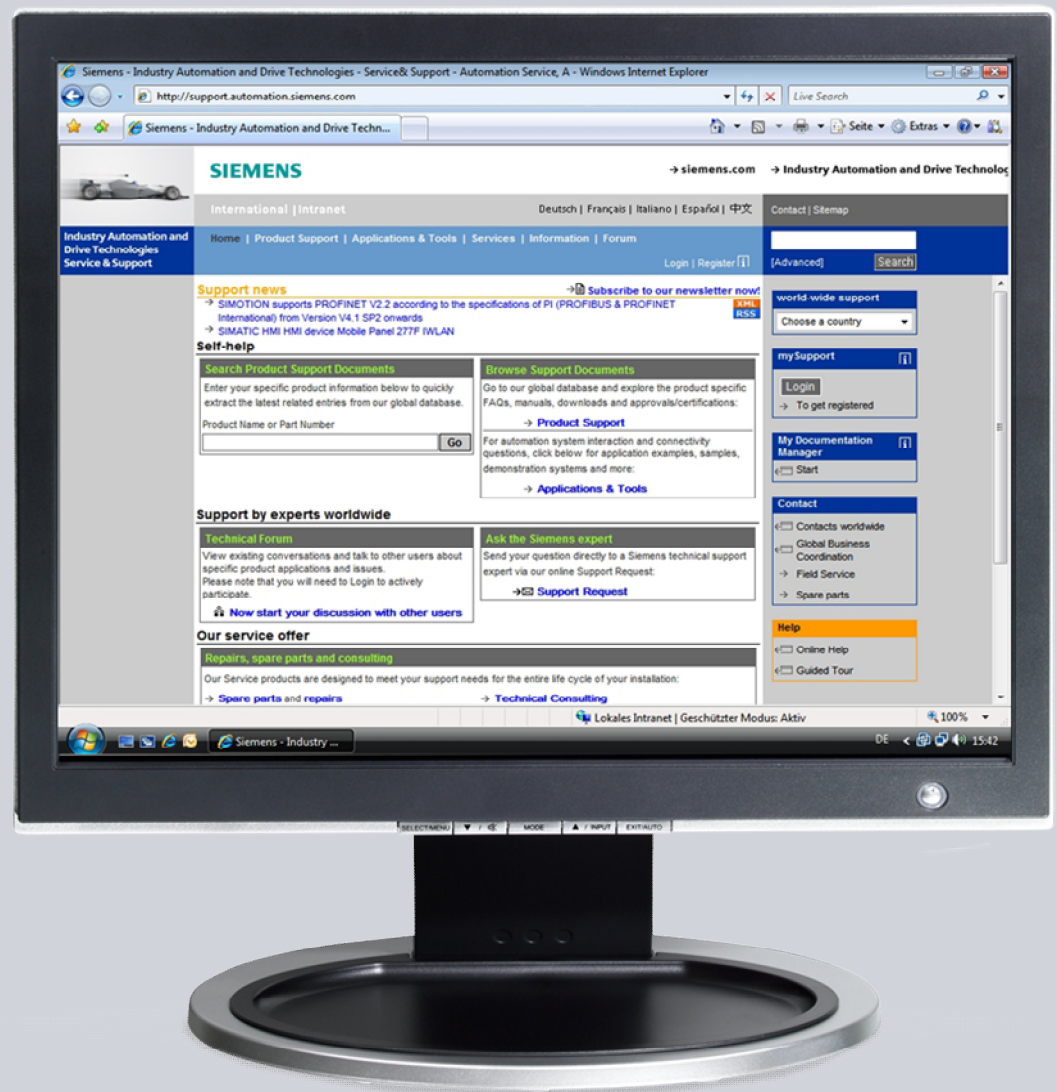 Siemens - Industry Automation and Drive Technologies - Service& Support - Automation Service, A - Windows Internet Explorer
http://support.automation.siemens.com
Live Search
Siemens - Industry Automation and Drive Techn...
Seite
Extras
SIEMENS
→ siemens.com → Industry Automation and Drive Technolog
International | Intranet
Deutsch | Français | Italiano | Español | 中文
Contact | Sitemap
Industry Automation and
Drive Technologies
Service & Support
Home | Product Support | Applications & Tools | Services | Information | Forum
Login | Register
[Advanced] Search
Support news
→ Subscribe to our newsletter now!
→ SIMOTION supports PROFINET V2.2 according to the specifications of PI (PROFIBUS & PROFINET
International) from Version V4.1 SP2 onwards
→ SIMATIC HMI HMI device Mobile Panel 277F IWLAN
XML
RSS
Self-help
Search Product Support Documents
Enter your specific product information below to quickly
extract the latest related entries from our global database.
Product Name or Part Number
Go
Browse Support Documents
Go to our global database and explore the product specific
FAQs, manuals, downloads and approvals/certifications:
→ Product Support
For automation system interaction and connectivity
questions, click below for application examples, samples,
demonstration systems and more:
→ Applications & Tools
Support by experts worldwide
Technical Forum
View existing conversations and talk to other users about
specific product applications and issues.
Please note that you will need to Login to actively
participate.
Now start your discussion with other users
Ask the Siemens expert
Send your question directly to a Siemens technical support
expert via our online Support Request:
→ Support Request
Our service offer
Repairs, spare parts and consulting
Our Service products are designed to meet your support needs for the entire life cycle of your installation:
→ Spare parts and repairs
→ Technical Consulting
world-wide support
Choose a country
mySupport
Login
→ To get registered
My Documentation
Manager
Start
Contact
Contacts worldwide
Global Business
Coordination
→ Field Service
→ Spare parts
Help
Online Help
Guided Tour
Lokales Intranet | Geschützter Modus: Aktiv
100%
Siemens - Industry ...
DE
15:42
SELECT/MENU ▼ / MODE ▲ / INPUT EXIT/AUTO